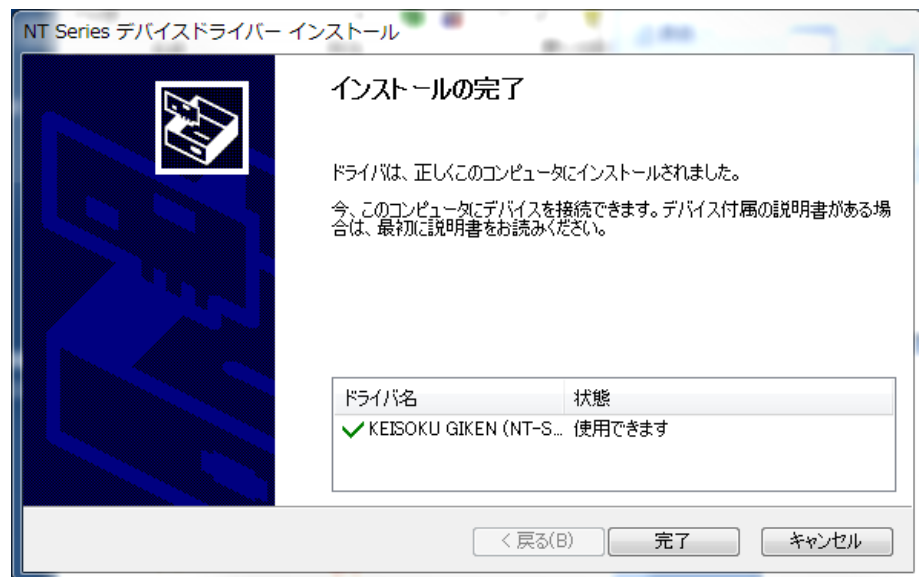 NT Series デバイスドライバー インストール
インストールの完了
ドライバは、正しくこのコンピュータにインストールされました。
今、このコンピュータにデバイスを接続できます。デバイス付属の説明書がある場
合は、最初に説明書をお読みください。
ドライバ名 状態
KEISOKU GIKEN (NT-S... 使用できます
< 戻る(B) 完了 キャンセル